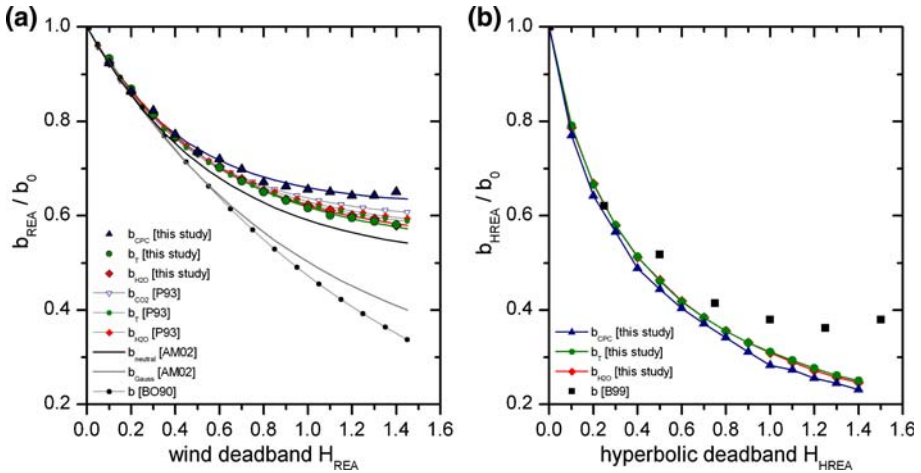 (a)
b_REA / b_0
1.0
0.8
0.6
0.4
0.2
b_CPC [this study]
b_T [this study]
b_H2O [this study]
b_CO2 [P93]
b_T [P93]
b_H2O [P93]
b_neutral [AM02]
b_Gauss [AM02]
b [BO90]
0.0 0.2 0.4 0.6 0.8 1.0 1.2 1.4 1.6
wind deadband H_REA
(b)
b_HREA / b_0
1.0
0.8
0.6
0.4
0.2
b_CPC [this study]
b_T [this study]
b_H2O [this study]
b [B99]
0.0 0.2 0.4 0.6 0.8 1.0 1.2 1.4 1.6
hyperbolic deadband H_HREA